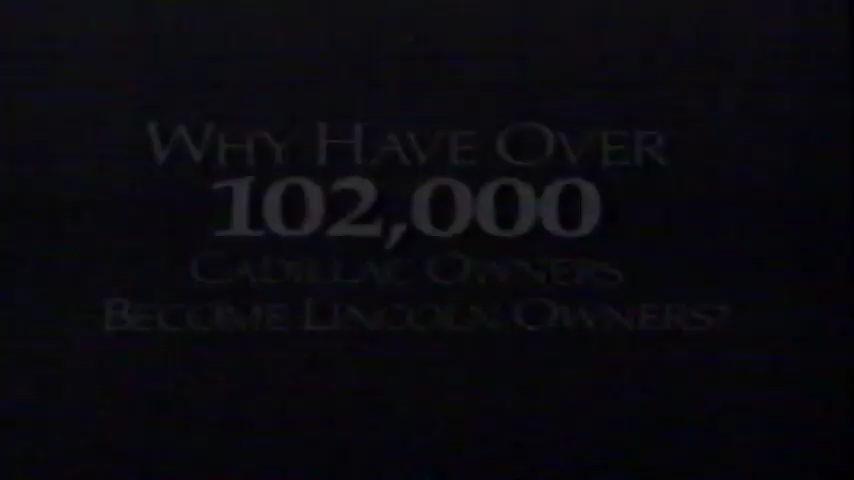 WHY HAVE OVER
102,000
CADILLAC OWNERS
BECOME LINCOLN OWNERS?